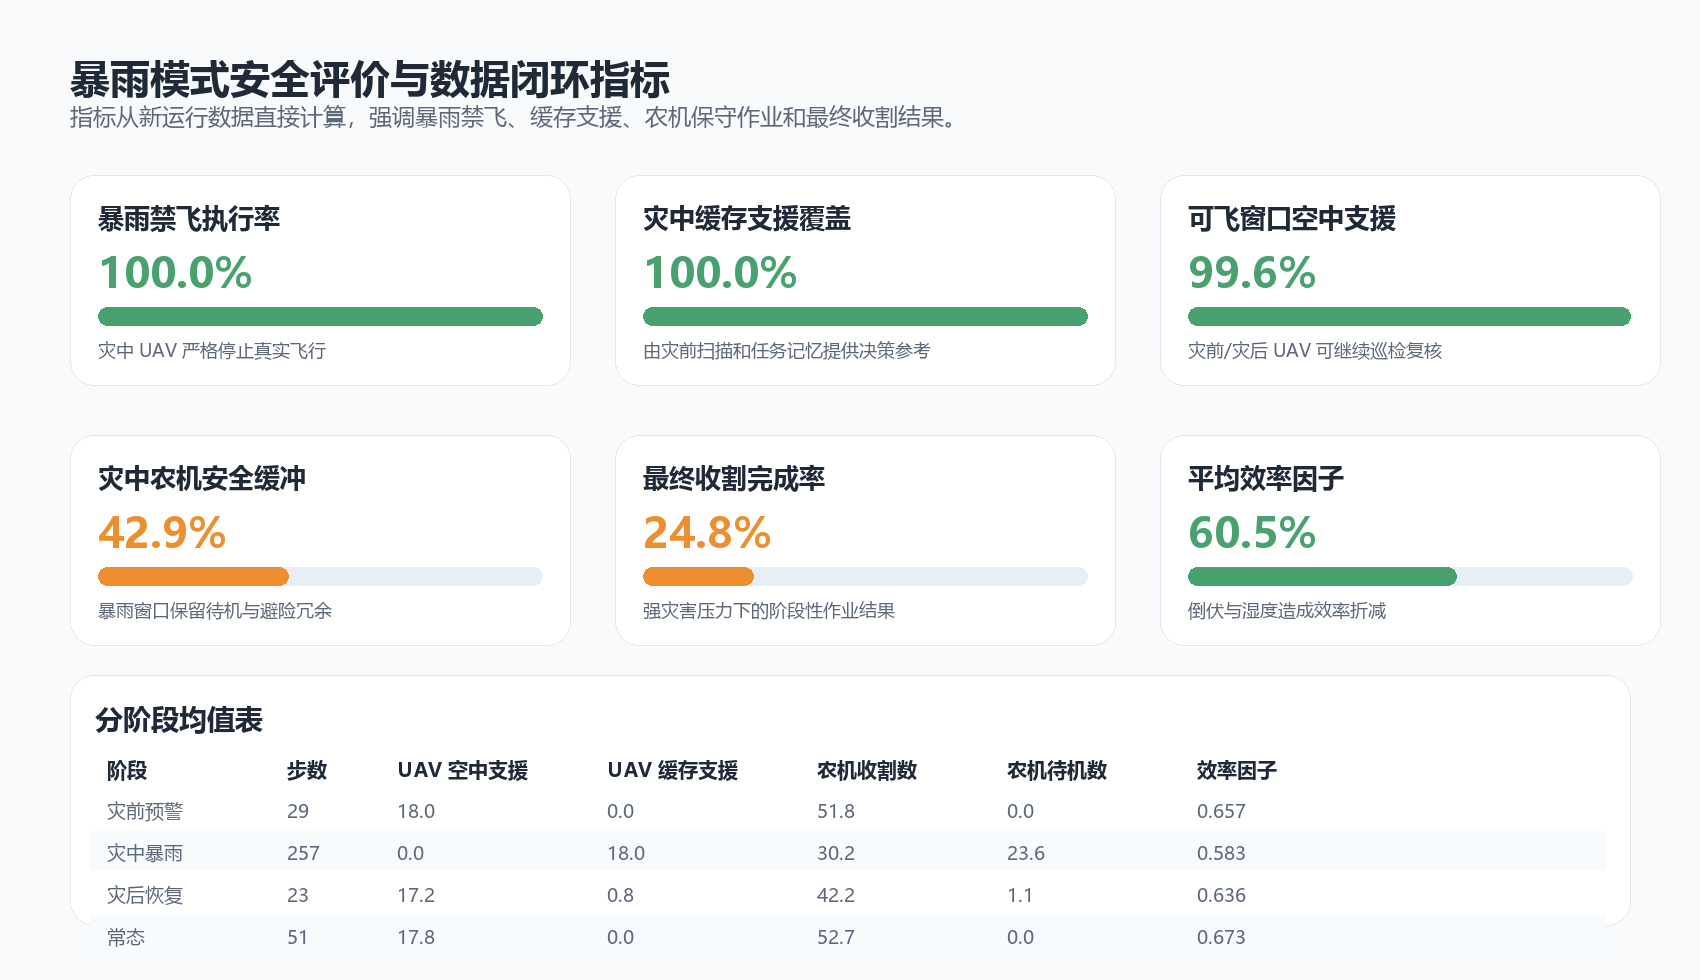 暴雨模式安全评价与数据闭环指标
指标从新运行数据直接计算，强调暴雨禁飞、缓存支援、农机保守作业和最终收割结果。
暴雨禁飞执行率
100.0%
灾中 UAV 严格停止真实飞行
灾中缓存支援覆盖
100.0%
由灾前扫描和任务记忆提供决策参考
可飞窗口空中支援
99.6%
灾前/灾后 UAV 可继续巡检复核
灾中农机安全缓冲
42.9%
暴雨窗口保留待机与避险冗余
最终收割完成率
24.8%
强灾害压力下的阶段性作业结果
平均效率因子
60.5%
倒伏与湿度造成效率折减
分阶段均值表
阶段 步数 UAV 空中支援 UAV 缓存支援 农机收割数 农机待机数 效率因子
灾前预警 29 18.0 0.0 51.8 0.0 0.657
灾中暴雨 257 0.0 18.0 30.2 23.6 0.583
灾后恢复 23 17.2 0.8 42.2 1.1 0.636
常态 51 17.8 0.0 52.7 0.0 0.673